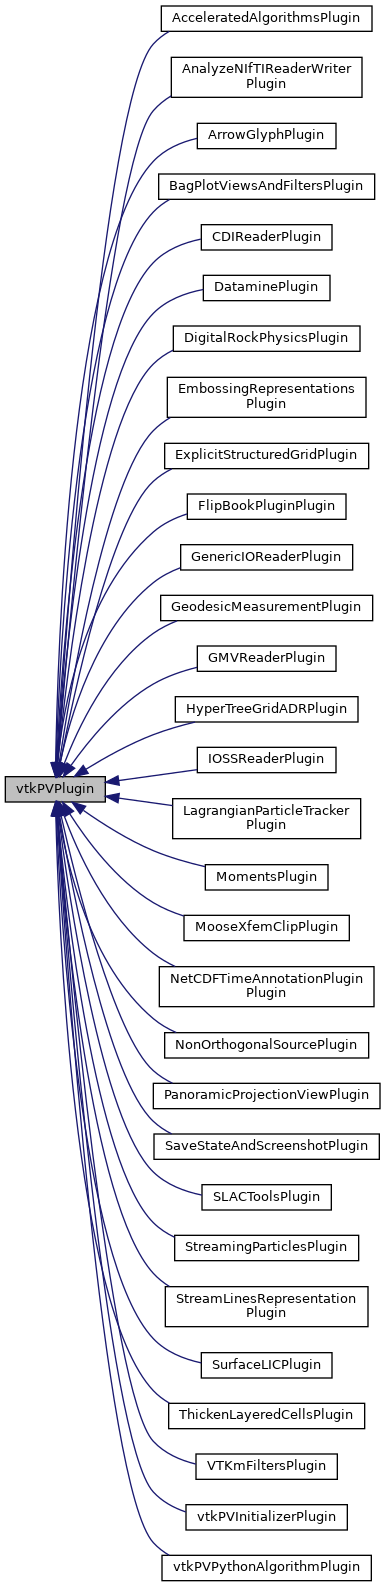 AcceleratedAlgorithmsPlugin
AnalyzeNIfTIReaderWriter
Plugin
ArrowGlyphPlugin
BagPlotViewsAndFiltersPlugin
CDIReaderPlugin
DataminePlugin
DigitalRockPhysicsPlugin
EmbossingRepresentations
Plugin
ExplicitStructuredGridPlugin
FlipBookPluginPlugin
GenericIOReaderPlugin
GeodesicMeasurementPlugin
GMVReaderPlugin
HyperTreeGridADRPlugin
IOSSReaderPlugin
vtkPVPlugin
LagrangianParticleTracker
Plugin
MomentsPlugin
MooseXfemClipPlugin
NetCDFTimeAnnotationPlugin
Plugin
NonOrthogonalSourcePlugin
PanoramicProjectionViewPlugin
SaveStateAndScreenshotPlugin
SLACToolsPlugin
StreamingParticlesPlugin
StreamLinesRepresentation
Plugin
SurfaceLICPlugin
ThickenLayeredCellsPlugin
VTKmFiltersPlugin
vtkPVInitializerPlugin
vtkPVPythonAlgorithmPlugin